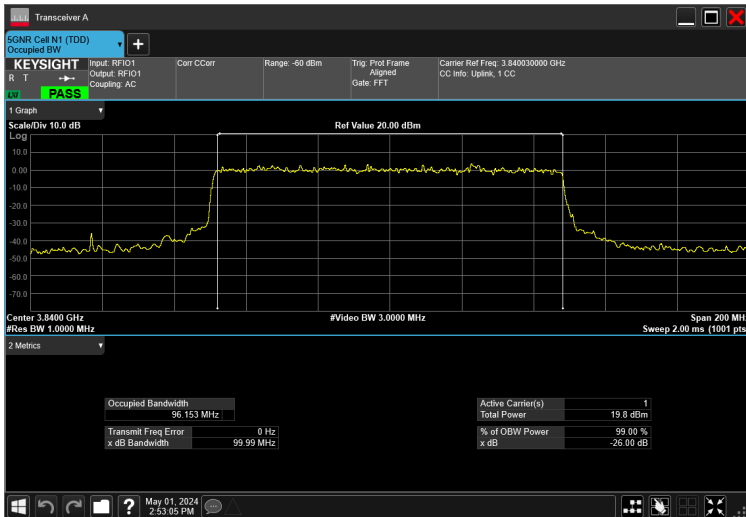 Transceiver A
5GNR Cell N1 (TDD)
Occupied BW
KEYSIGHT
R T
LXI
PASS
Input: RFIO1
Output: RFIO1
Coupling: AC
Corr CCorr
Range: -60 dBm
Trig: Prot Frame
Aligned
Gate: FFT
Carrier Ref Freq: 3.840030000 GHz
CC Info: Uplink, 1 CC
1 Graph
Scale/Div 10.0 dB
Ref Value 20.00 dBm
Log
10.0
0.00
-10.0
-20.0
-30.0
-40.0
-50.0
-60.0
-70.0
Center 3.8400 GHz
#Video BW 3.0000 MHz
Span 200 MH
#Res BW 1.0000 MHz
Sweep 2.00 ms (1001 pts
2 Metrics
Occupied Bandwidth
96.153 MHz
Transmit Freq Error 0 Hz
x dB Bandwidth 99.99 MHz
Active Carrier(s) 1
Total Power 19.8 dBm
% of OBW Power 99.00 %
x dB -26.00 dB
?
May 01, 2024
2:53:05 PM